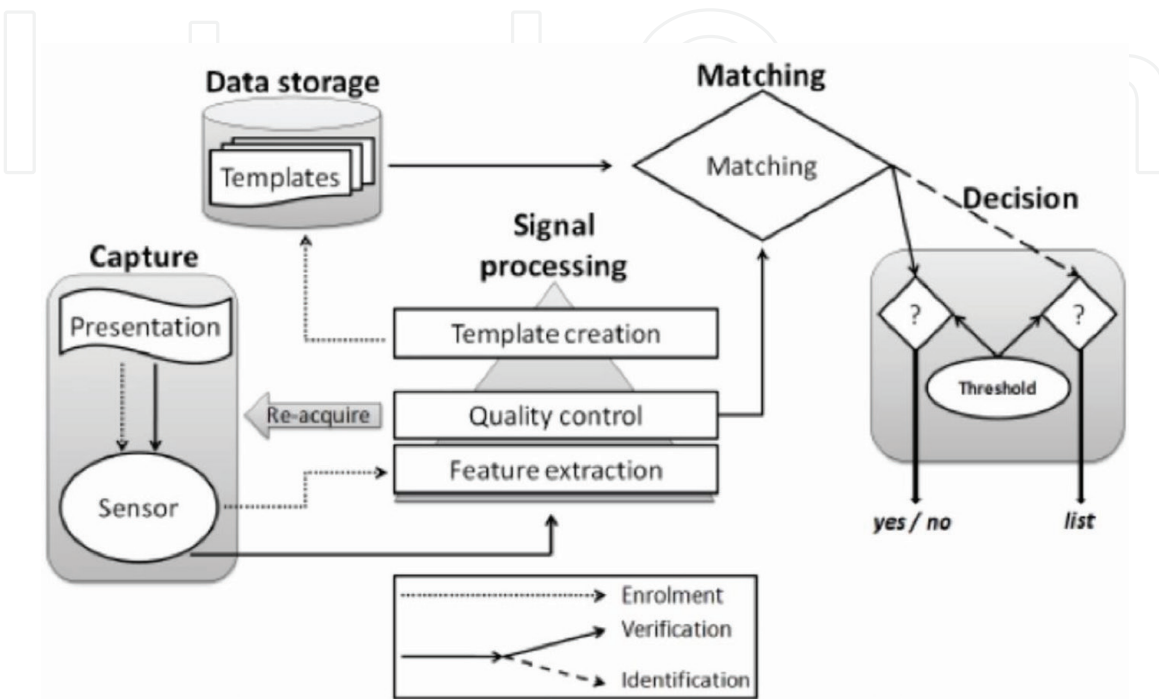 Data storage
Templates
Matching
Matching
Decision
Signal
processing
Capture
Presentation
Sensor
Template creation
Re-acquire
Quality control
Feature extraction
?
?
Threshold
yes / no
list
Enrolment
Verification
Identification